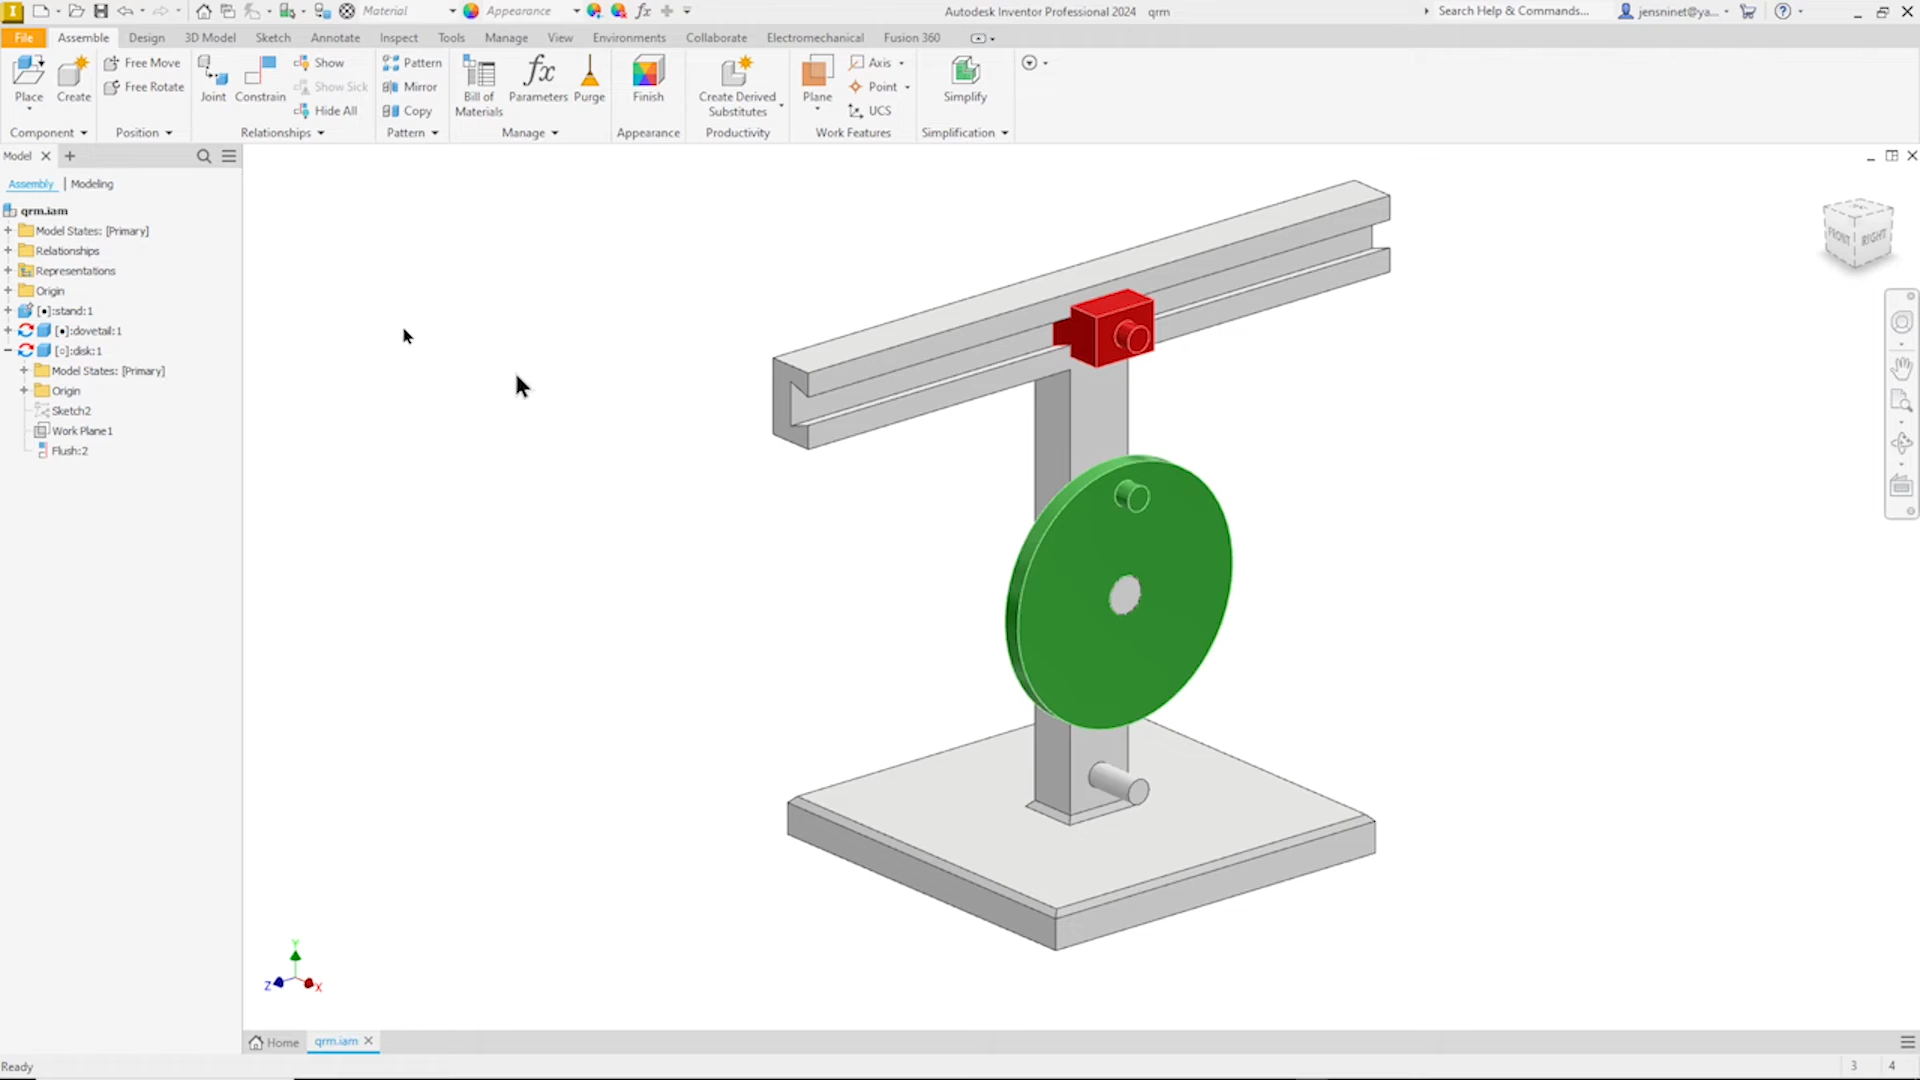 Material
Appearance
fx
Autodesk Inventor Professional 2024 qrm
Search Help & Commands...
jensninet@ya...
File Assemble Design 3D Model Sketch Annotate Inspect Tools Manage View Environments Collaborate Electromechanical Fusion 360
Place
Create
Component
Free Move
Free Rotate
Position
Joint
Constrain
Show
Show Sick
Hide All
Relationships
Pattern
Mirror
Copy
Pattern
Bill of
Materials
fx
Parameters
Purge
Manage
Finish
Appearance
Create Derived
Substitutes
Productivity
Plane
Axis
Point
UCS
Work Features
Simplify
Simplification
Model
Assembly | Modeling
qrm.iam
Model States: [Primary]
Relationships
Representations
Origin
[•]:stand:1
[•]:dovetail:1
[○]:disk:1
Model States: [Primary]
Origin
Sketch2
Work Plane1
Flush:2
FRONT
RIGHT
Y
Z
X
Home
qrm.iam
Ready
3 4